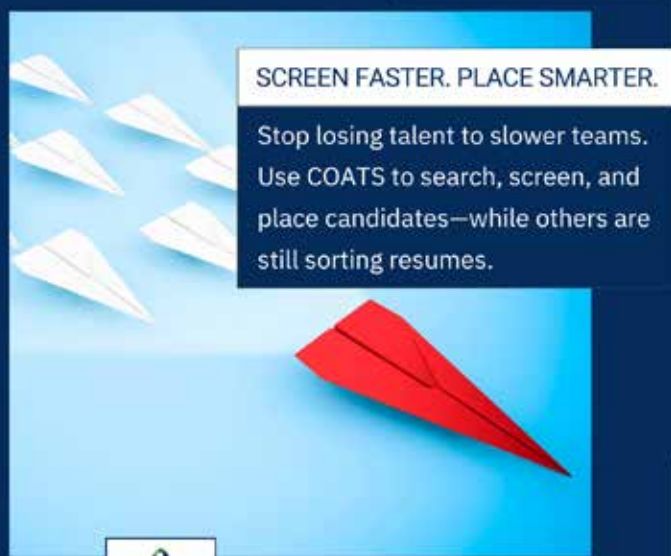 SCREEN FASTER. PLACE SMARTER.
Stop losing talent to slower teams.
Use COATS to search, screen, and
place candidates—while others are
still sorting resumes.